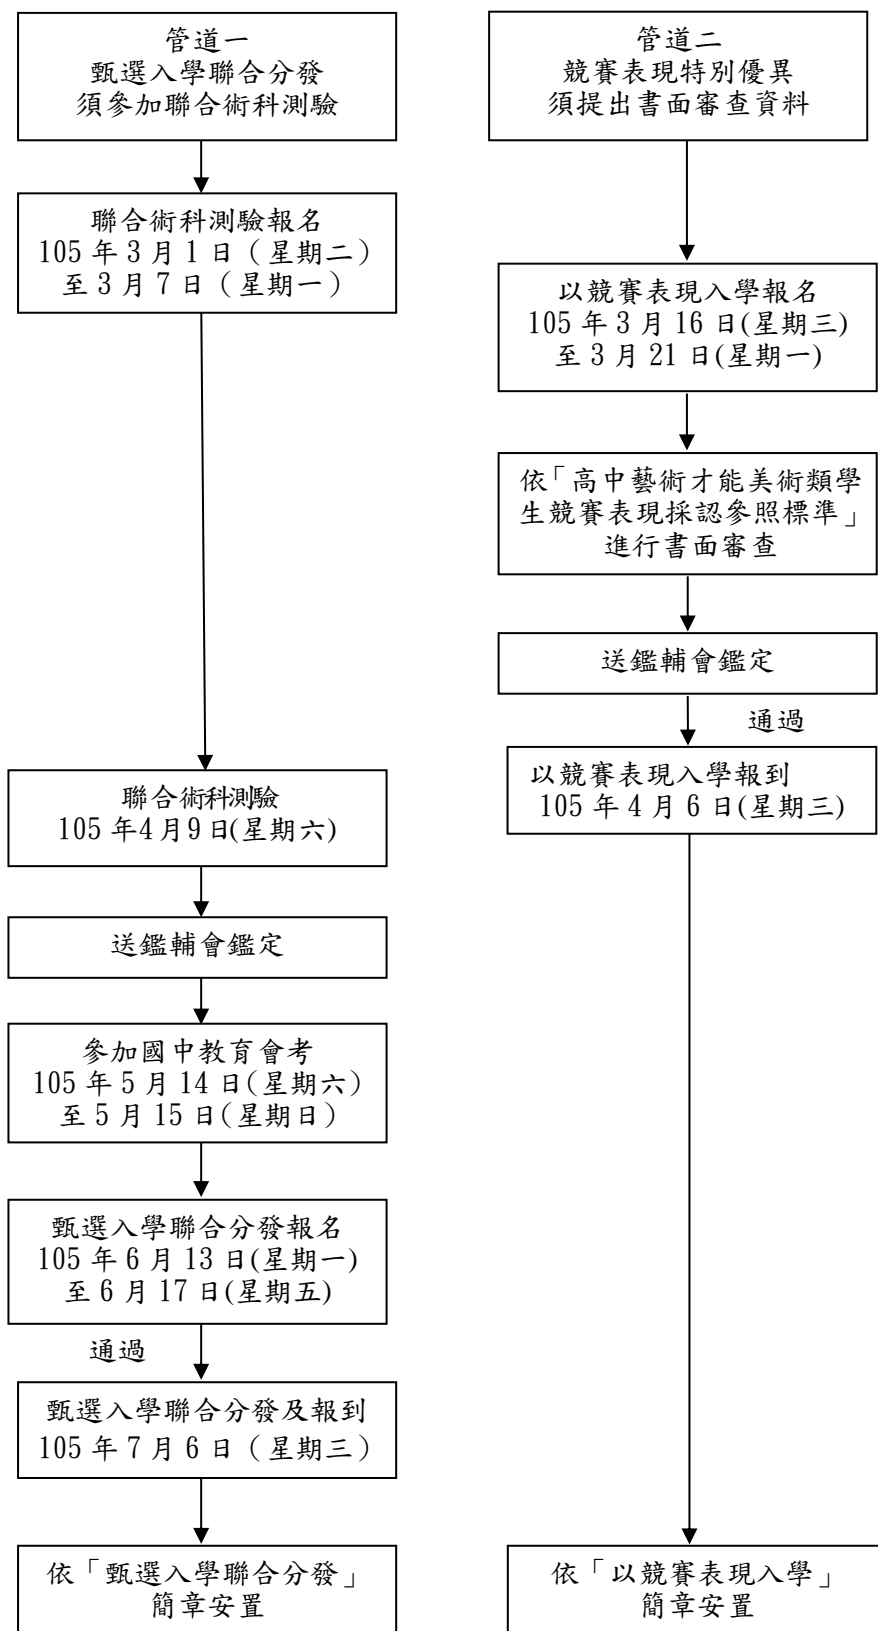 管道一
甄選入學聯合分發
須參加聯合術科測驗
聯合術科測驗報名
105 年 3 月 1 日（星期二）
至 3 月 7 日（星期一）
聯合術科測驗
105 年4月9日(星期六)
送鑑輔會鑑定
參加國中教育會考
105 年 5 月 14 日(星期六)
至 5 月 15 日(星期日)
甄選入學聯合分發報名
105 年 6 月 13 日(星期一)
至 6 月 17 日(星期五)
通過
甄選入學聯合分發及報到
105 年 7 月 6 日（星期三）
依「甄選入學聯合分發」
簡章安置
管道二
競賽表現特別優異
須提出書面審查資料
以競賽表現入學報名
105 年 3 月 16 日(星期三)
至 3 月 21 日(星期一)
依「高中藝術才能美術類學
生競賽表現採認參照標準」
進行書面審查
送鑑輔會鑑定
通過
以競賽表現入學報到
105 年 4 月 6 日(星期三)
依「以競賽表現入學」
簡章安置